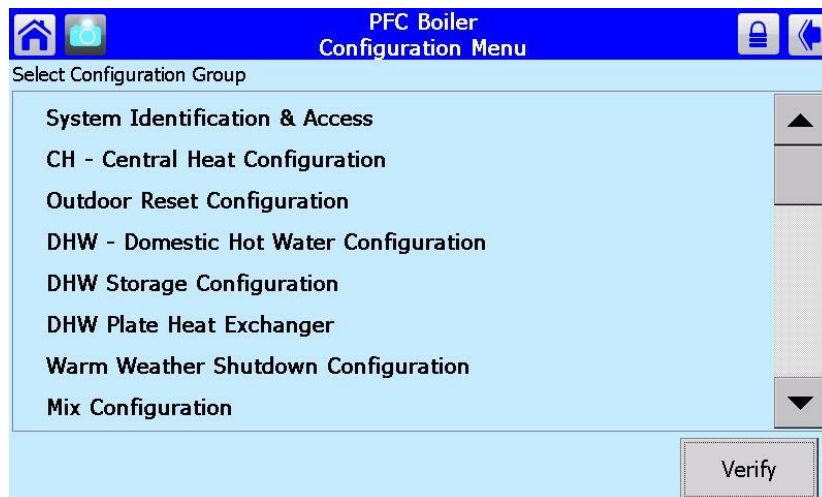 PFC Boiler
Configuration Menu
Select Configuration Group
System Identification & Access
CH - Central Heat Configuration
Outdoor Reset Configuration
DHW - Domestic Hot Water Configuration
DHW Storage Configuration
DHW Plate Heat Exchanger
Warm Weather Shutdown Configuration
Mix Configuration
Verify